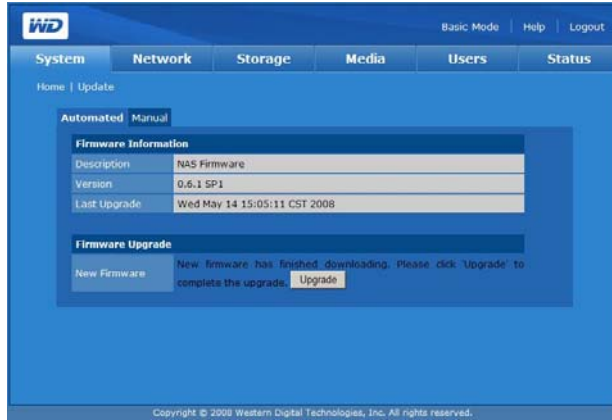 WD
Basic Mode | Help | Logout
System Network Storage Media Users Status
Home | Update
Automated Manual
Firmware Information
Description NAS Firmware
Version 0.6.1 SP1
Last Upgrade Wed May 14 15:05:11 CST 2008
Firmware Upgrade
New Firmware New firmware has finished downloading. Please click 'Upgrade' to
complete the upgrade. Upgrade
Copyright © 2008 Western Digital Technologies, Inc. All rights reserved.